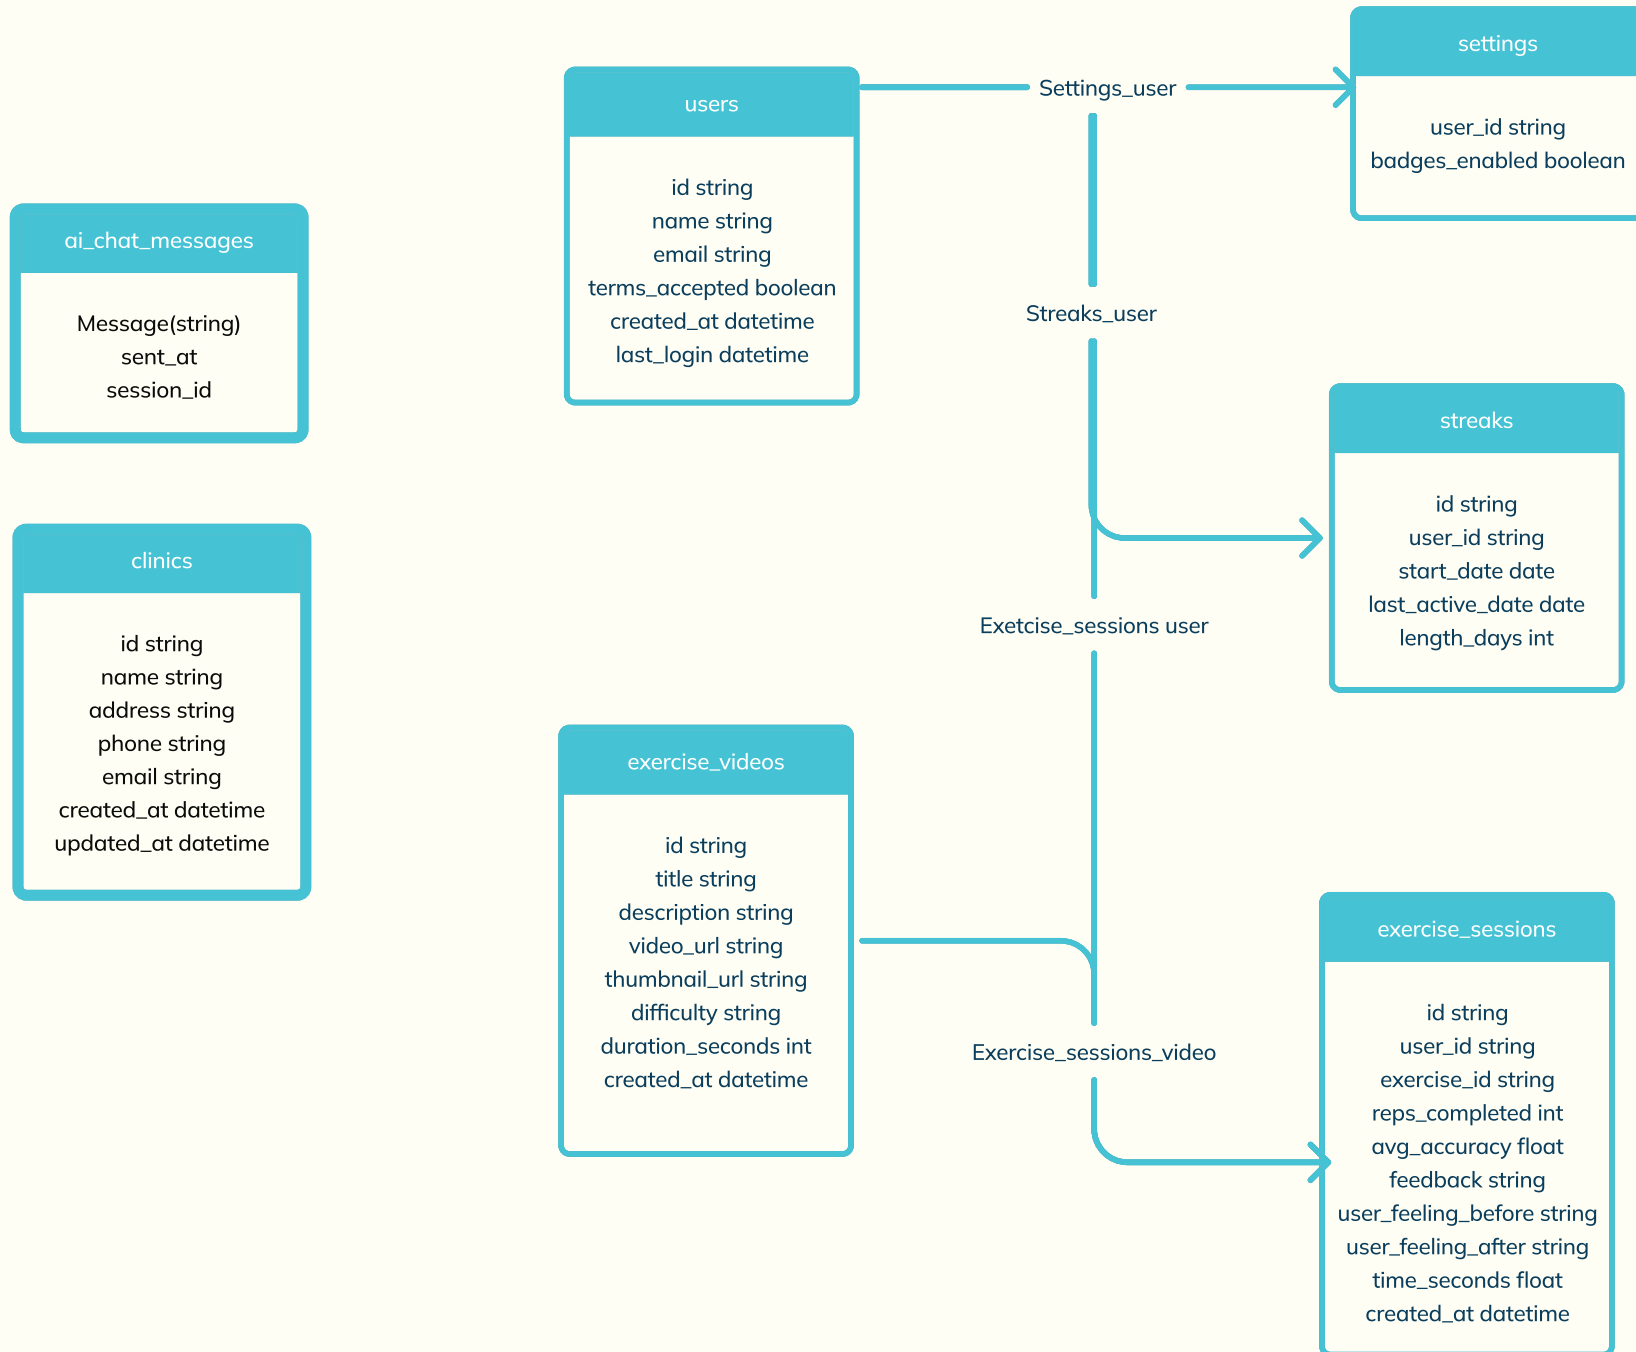 settings
user_id string
badges_enabled boolean
Settings_user
users
id string
name string
email string
terms_accepted boolean
created_at datetime
last_login datetime
ai_chat_messages
Message(string)
sent_at
session_id
Streaks_user
streaks
id string
user_id string
start_date date
last_active_date date
length_days int
clinics
id string
name string
address string
phone string
email string
created_at datetime
updated_at datetime
Exetcise_sessions user
exercise_videos
id string
title string
description string
video_url string
thumbnail_url string
difficulty string
duration_seconds int
created_at datetime
Exercise_sessions_video
exercise_sessions
id string
user_id string
exercise_id string
reps_completed int
avg_accuracy float
feedback string
user_feeling_before string
user_feeling_after string
time_seconds float
created_at datetime